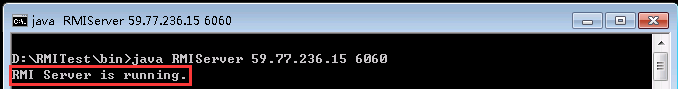 java RMIServer 59.77.236.15 6060
D:\RMITest\bin>java RMIServer 59.77.236.15 6060
RMI Server is running.